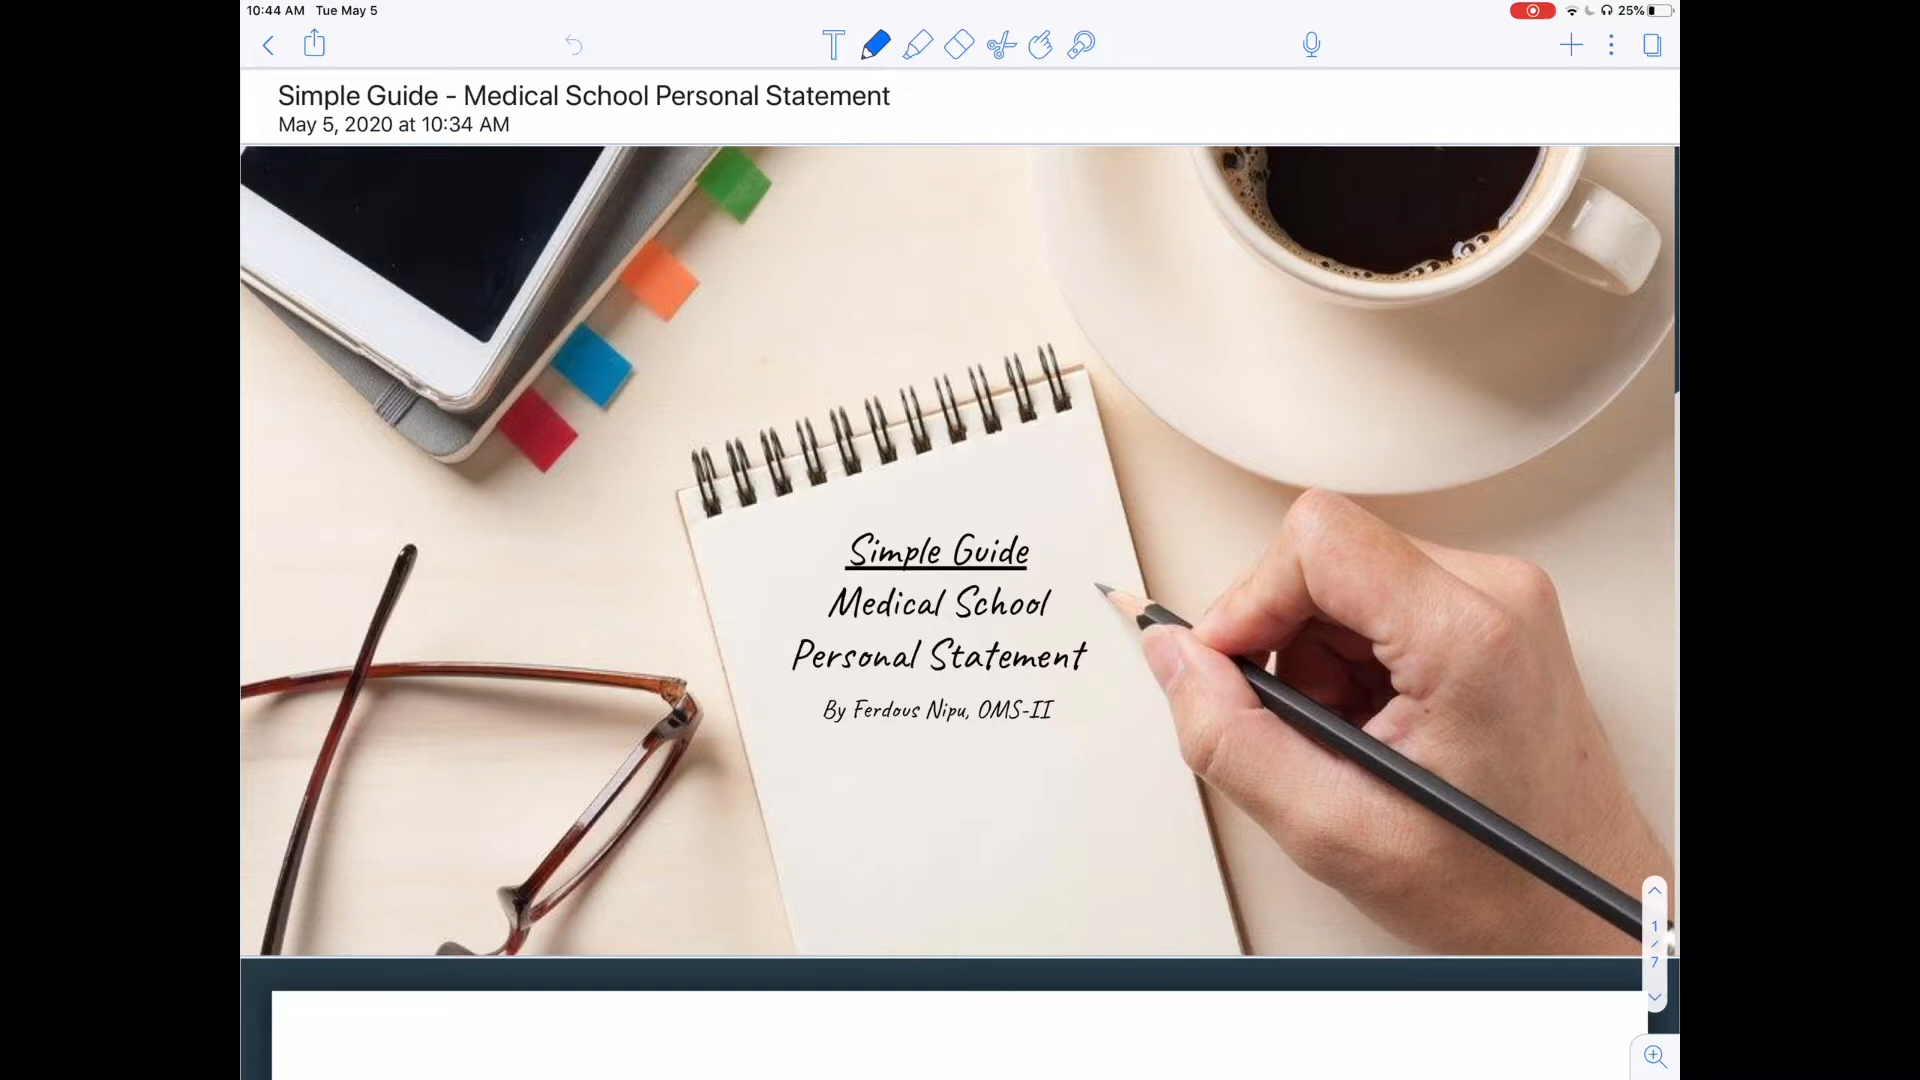 10:44 AM Tue May 5
25%
Simple Guide - Medical School Personal Statement
May 5, 2020 at 10:34 AM
Simple Guide
Medical School
Personal Statement
By Ferdous Nipu, OMS-II
1
/
7